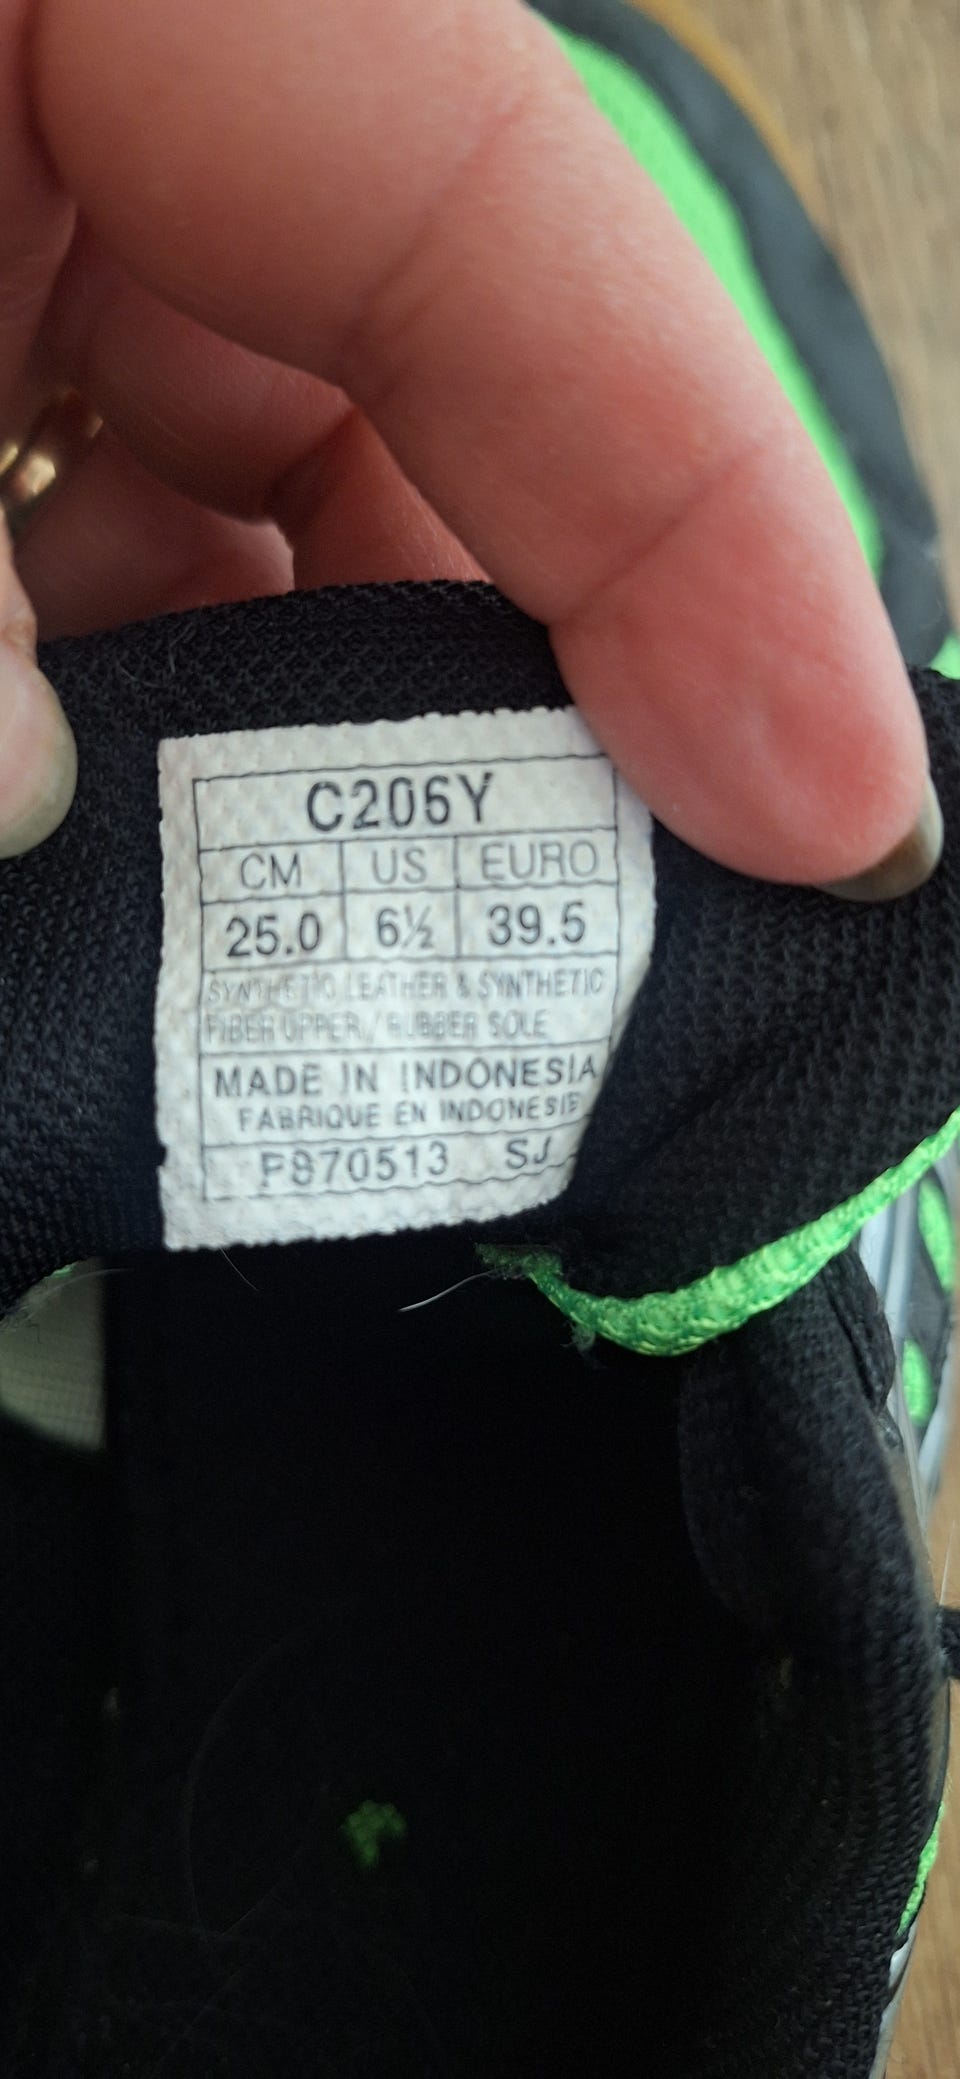 C206Y
CM US EURO
25.0 6½ 39.5
SYNTHETIC LEATHER & SYNTHETIC
FIBER UPPER / RUBBER SOLE
MADE IN INDONESIA
FABRIQUE EN INDONESIE
P870513 SJ